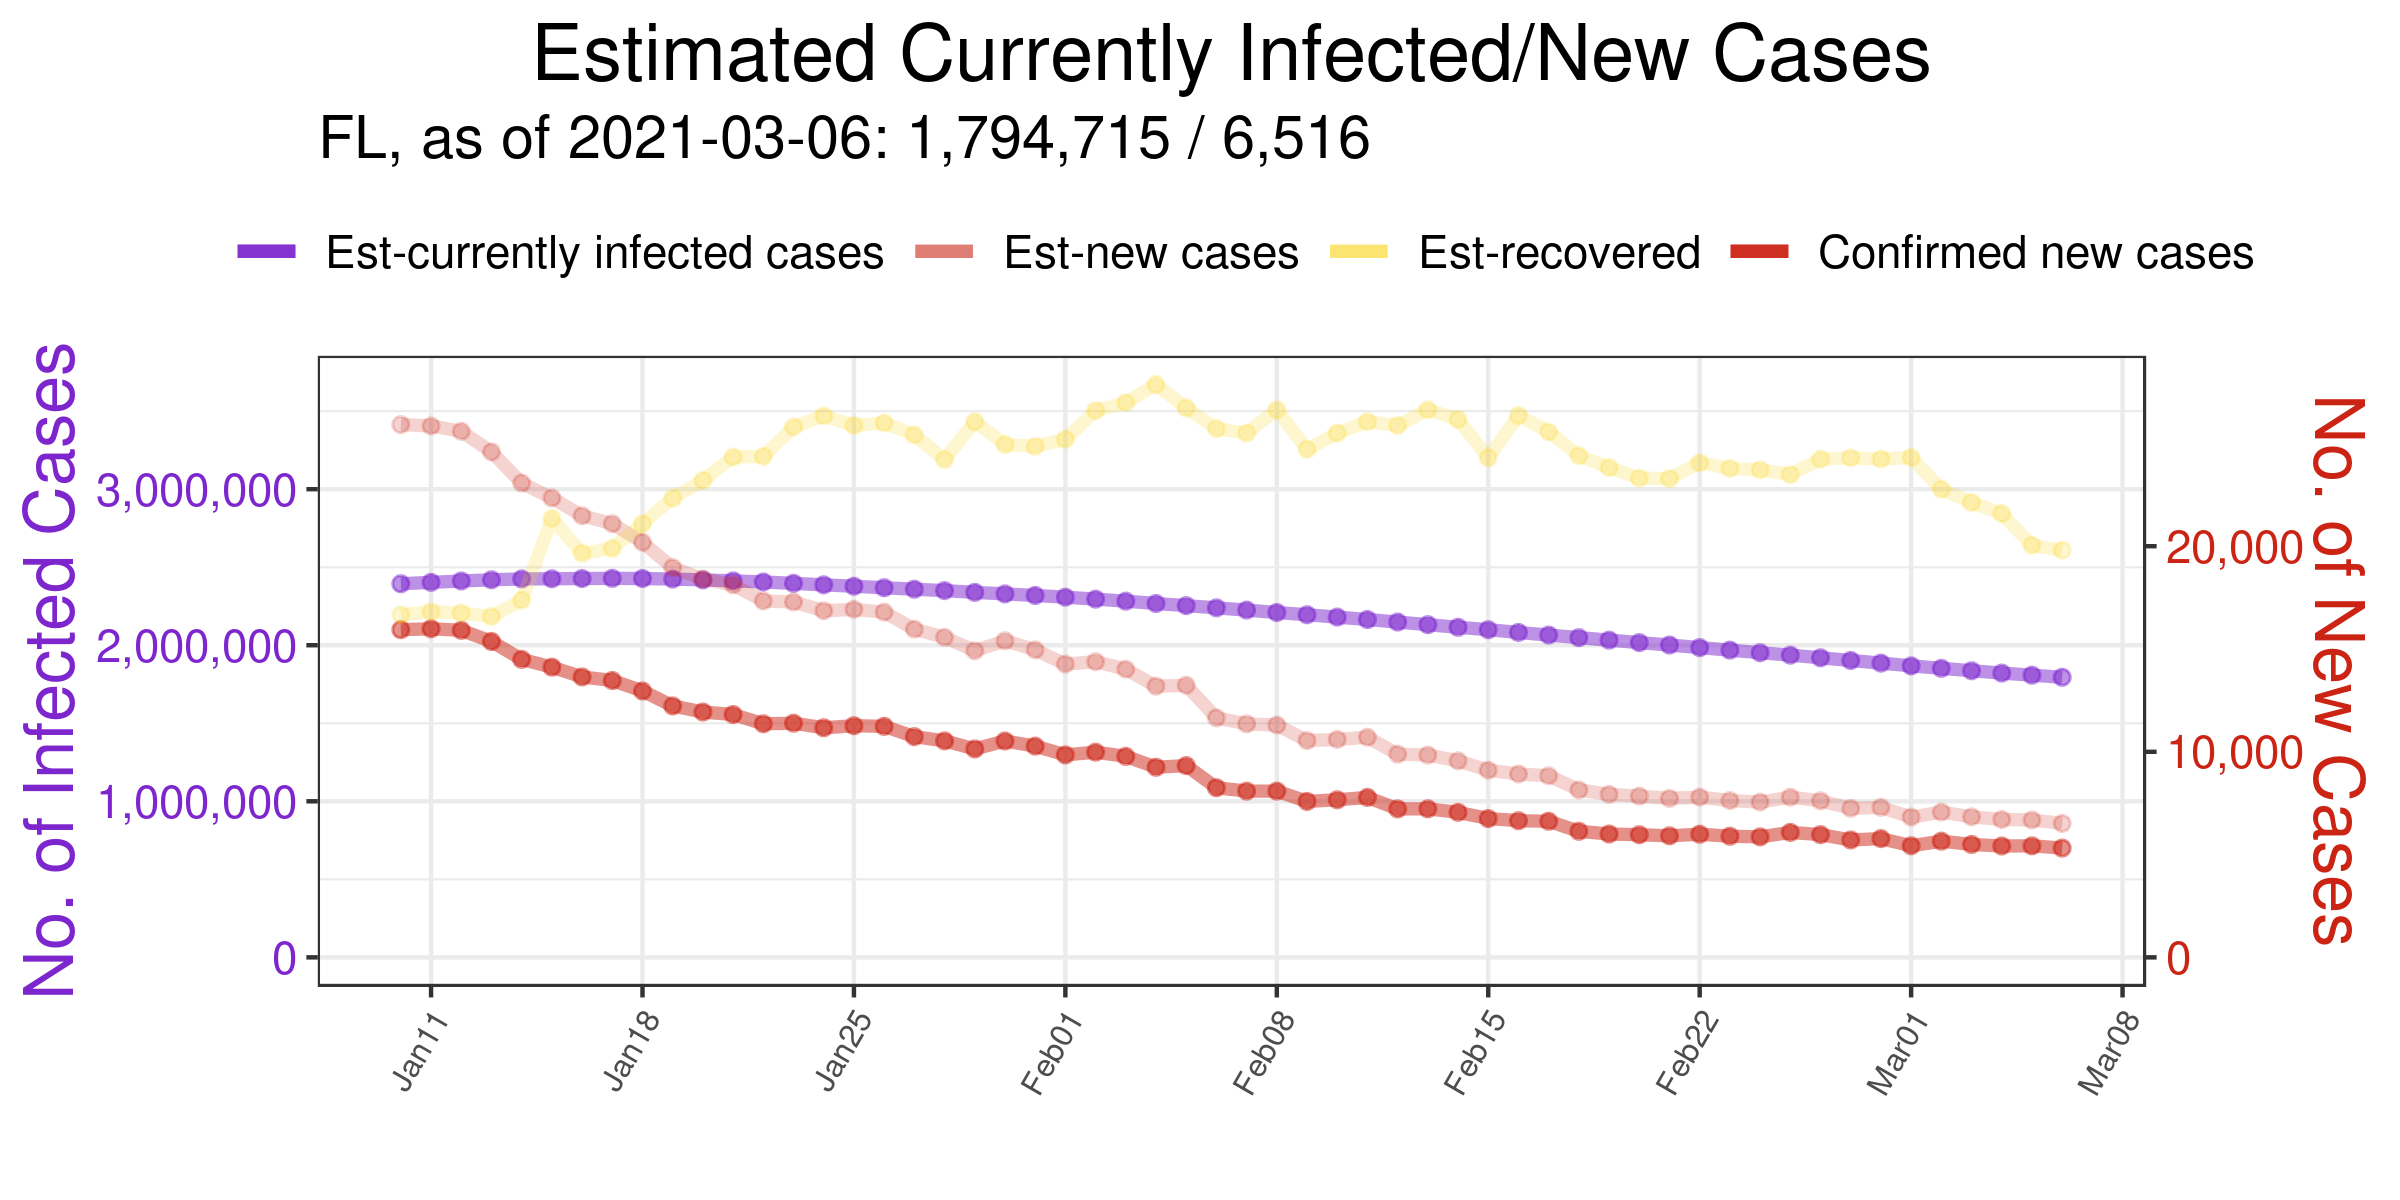 Estimated Currently Infected/New Cases
FL, as of 2021-03-06: 1,794,715 / 6,516
Est-currently infected cases Est-new cases Est-recovered Confirmed new cases
No. of Infected Cases
3,000,000
2,000,000
1,000,000
0
20,000
10,000
0
No. of New Cases
Jan11 Jan18 Jan25 Feb01 Feb08 Feb15 Feb22 Mar01 Mar08